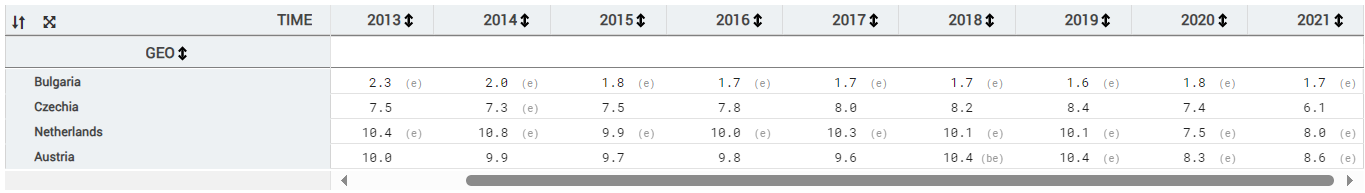 TIME 2013 2014 2015 2016 2017 2018 2019 2020 2021
GEO
Bulgaria 2.3 (e) 2.0 (e) 1.8 (e) 1.7 (e) 1.7 (e) 1.7 (e) 1.6 (e) 1.8 (e) 1.7 (e)
Czechia 7.5 7.3 (e) 7.5 7.8 8.0 8.2 8.4 7.4 6.1
Netherlands 10.4 (e) 10.8 (e) 9.9 (e) 10.0 (e) 10.3 (e) 10.1 (e) 10.1 (e) 7.5 (e) 8.0 (e)
Austria 10.0 9.9 9.7 9.8 9.6 10.4 (be) 10.4 (e) 8.3 (e) 8.6 (e)